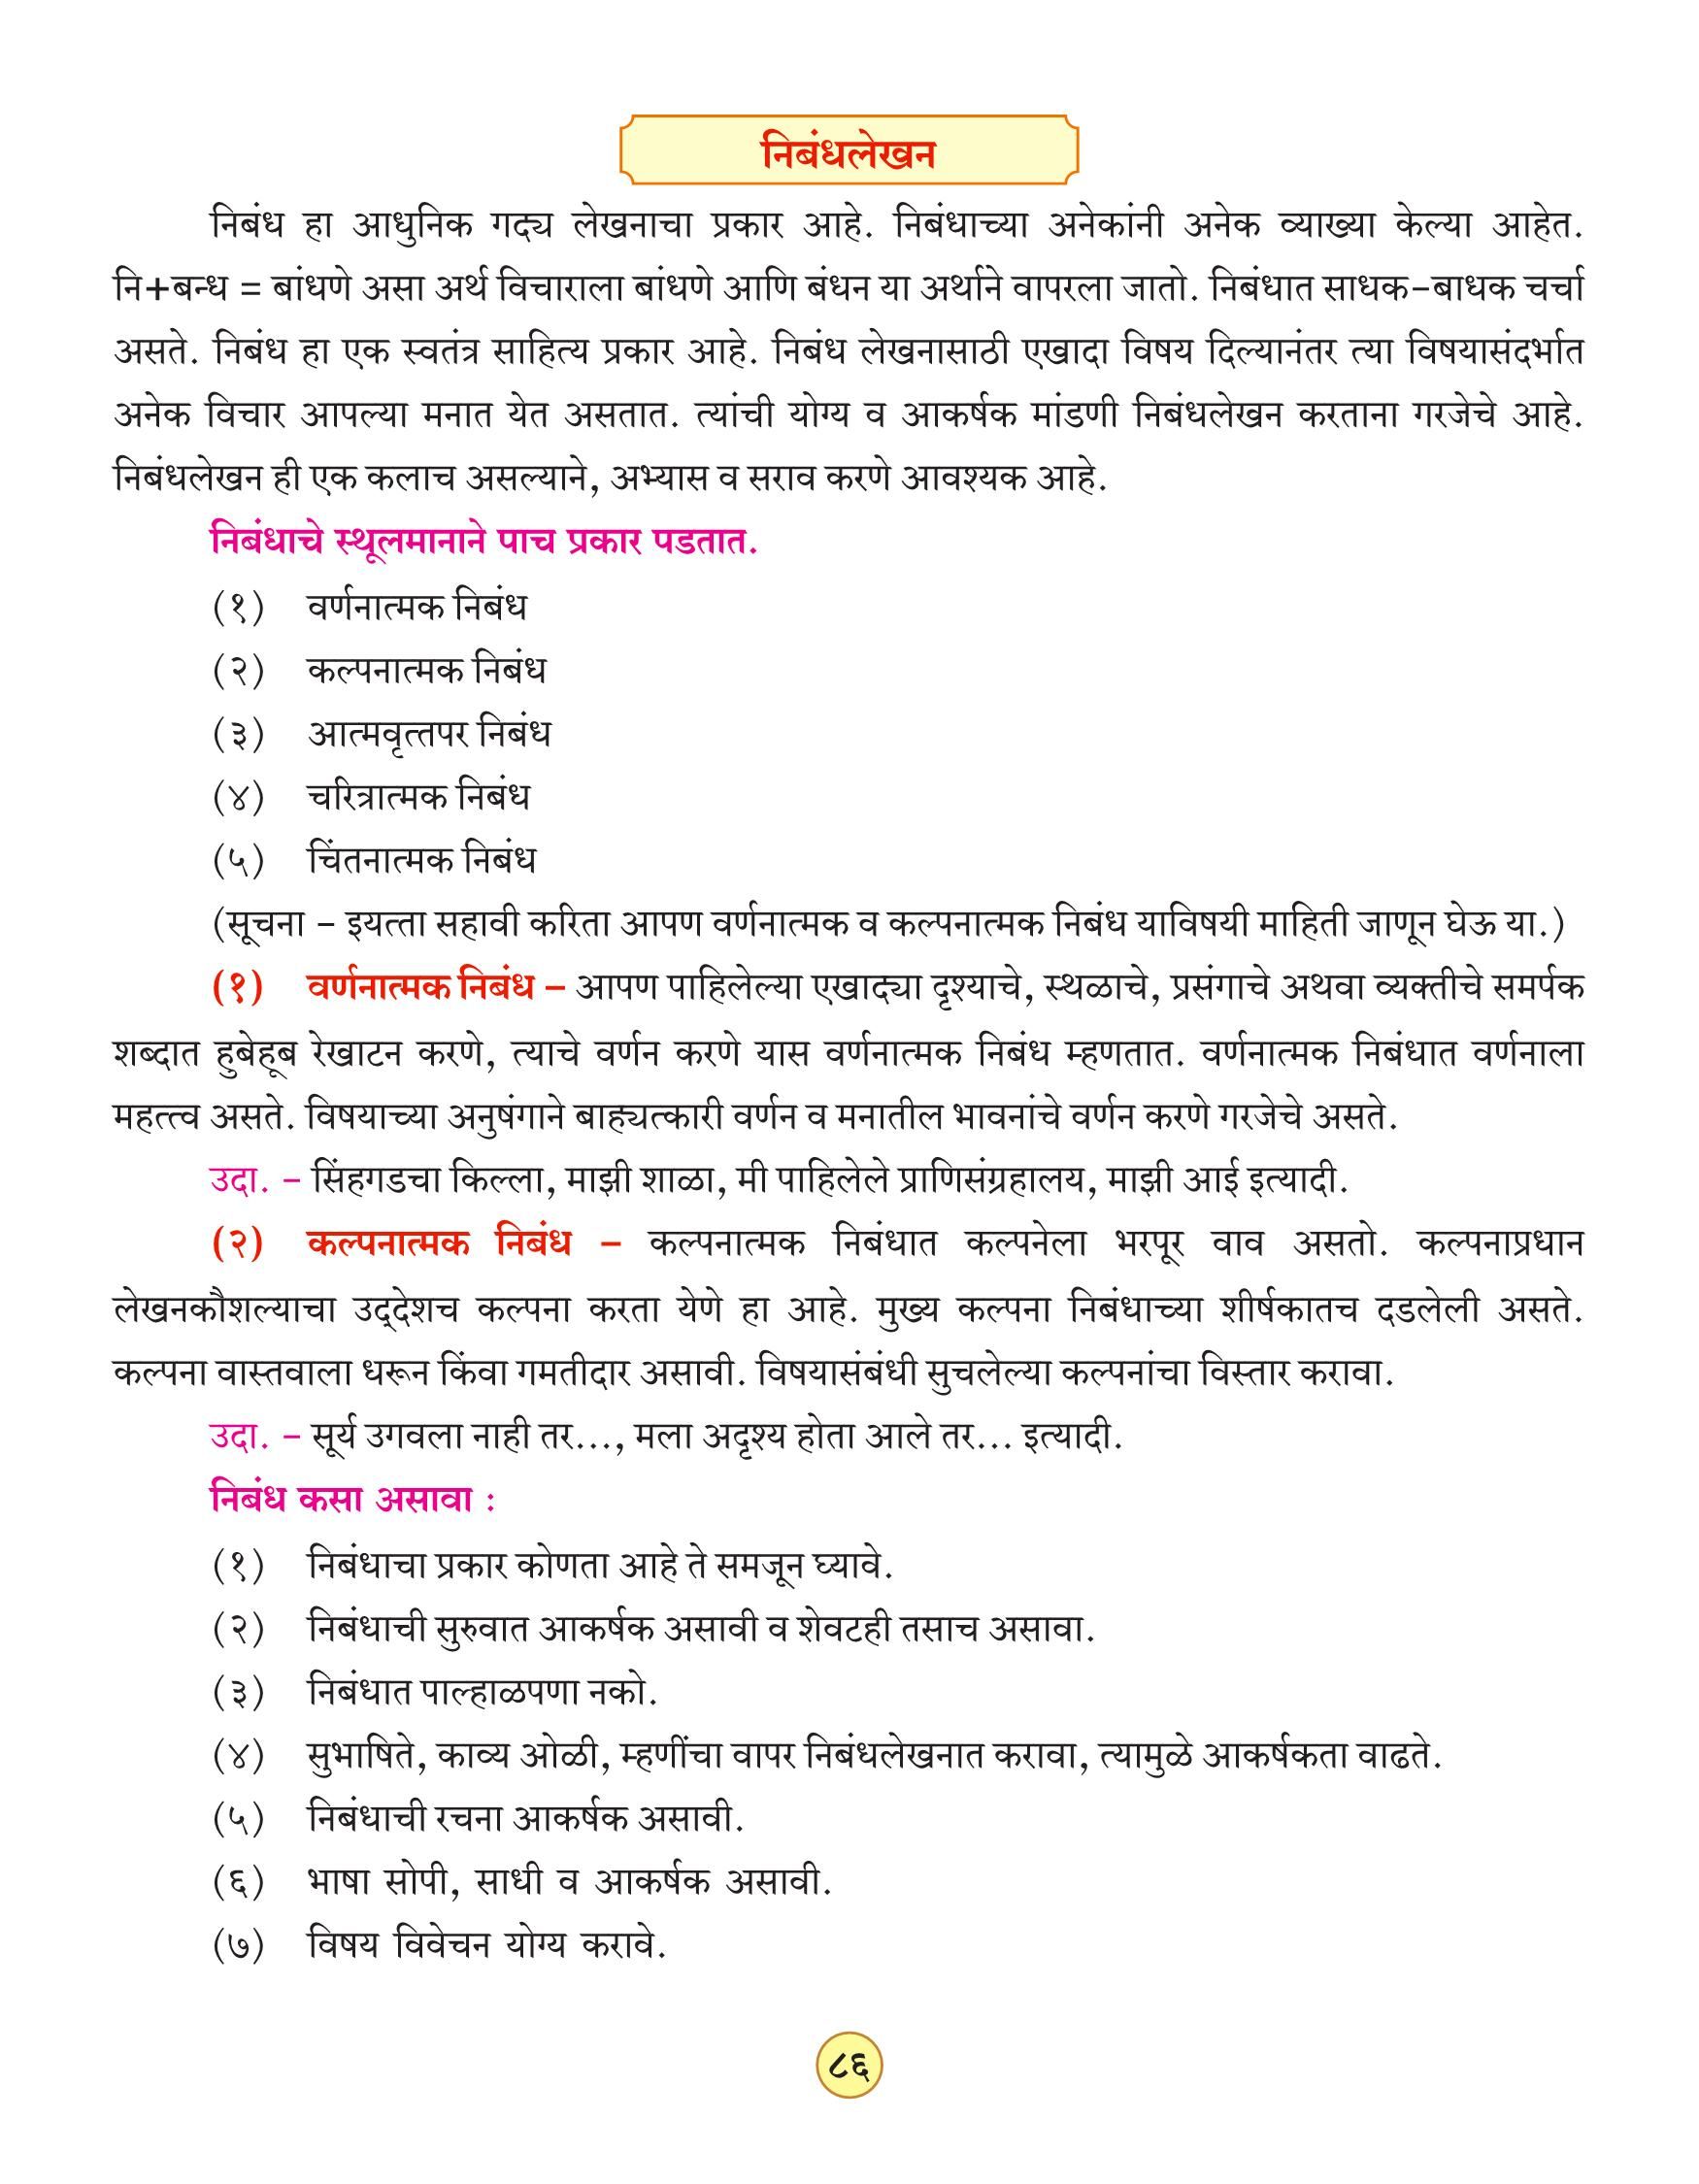 निबंधलेखन
निबंध हा आधुनिक गद्य लेखनाचा प्रकार आहे. निबंधाच्या अनेकांनी अनेक व्याख्या केल्या आहेत.
नि+बन्ध = बांधणे असा अर्थ विचाराला बांधणे आणि बंधन या अर्थाने वापरला जातो. निबंधात साधक-बाधक चर्चा
असते. निबंध हा एक स्वतंत्र साहित्य प्रकार आहे. निबंध लेखनासाठी एखादा विषय दिल्यानंतर त्या विषयासंदर्भात
अनेक विचार आपल्या मनात येत असतात. त्यांची योग्य व आकर्षक मांडणी निबंधलेखन करताना गरजेचे आहे.
निबंधलेखन ही एक कलाच असल्याने, अभ्यास व सराव करणे आवश्यक आहे.
निबंधाचे स्थूलमानाने पाच प्रकार पडतात.
(१) वर्णनात्मक निबंध
(२) कल्पनात्मक निबंध
(३) आत्मवृत्तपर निबंध
(४) चरित्रात्मक निबंध
(५) चिंतनात्मक निबंध
(सूचना - इयत्ता सहावी करिता आपण वर्णनात्मक व कल्पनात्मक निबंध याविषयी माहिती जाणून घेऊ या.)
(१) वर्णनात्मक निबंध - आपण पाहिलेल्या एखाद्या दृश्याचे, स्थळाचे, प्रसंगाचे अथवा व्यक्तीचे समर्पक
शब्दात हुबेहूब रेखाटन करणे, त्याचे वर्णन करणे यास वर्णनात्मक निबंध म्हणतात. वर्णनात्मक निबंधात वर्णनाला
महत्त्व असते. विषयाच्या अनुषंगाने बाह्यत्कारी वर्णन व मनातील भावनांचे वर्णन करणे गरजेचे असते.
उदा. - सिंहगडचा किल्ला, माझी शाळा, मी पाहिलेले प्राणिसंग्रहालय, माझी आई इत्यादी.
(२) कल्पनात्मक निबंध - कल्पनात्मक निबंधात कल्पनेला भरपूर वाव असतो. कल्पनाप्रधान
लेखनकौशल्याचा उद्‌देशच कल्पना करता येणे हा आहे. मुख्य कल्पना निबंधाच्या शीर्षकातच दडलेली असते.
कल्पना वास्तवाला धरून किंवा गमतीदार असावी. विषयासंबंधी सुचलेल्या कल्पनांचा विस्तार करावा.
उदा. - सूर्य उगवला नाही तर..., मला अदृश्य होता आले तर... इत्यादी.
निबंध कसा असावा :
(१) निबंधाचा प्रकार कोणता आहे ते समजून घ्यावे.
(२) निबंधाची सुरुवात आकर्षक असावी व शेवटही तसाच असावा.
(३) निबंधात पाल्हाळपणा नको.
(४) सुभाषिते, काव्य ओळी, म्हणींचा वापर निबंधलेखनात करावा, त्यामुळे आकर्षकता वाढते.
(५) निबंधाची रचना आकर्षक असावी.
(६) भाषा सोपी, साधी व आकर्षक असावी.
(७) विषय विवेचन योग्य करावे.
८६